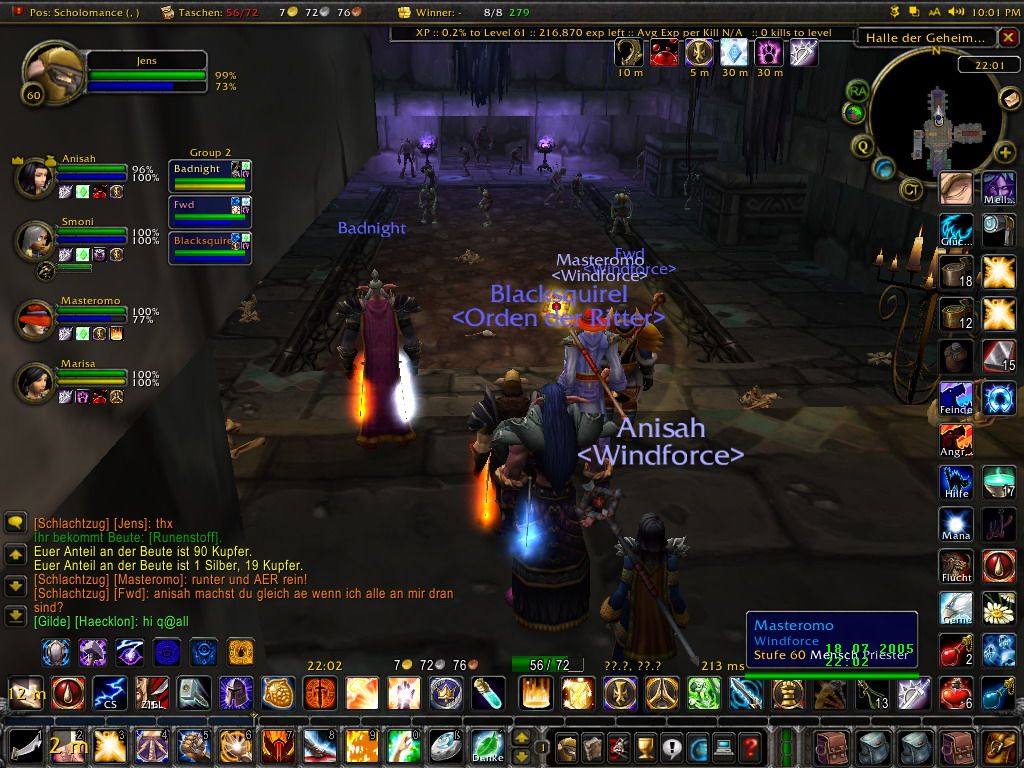 Pos: Scholomance (, )
Taschen: 56/72
7 72 76
Winner: -
8/8 279
10:01 PM
XP :: 0.2% to Level 61 :: 216,870 exp left :: Avg Exp per Kill N/A :: 0 kills to level
Halle der Geheim...
N
22:01
10 m
5 m
30 m
30 m
Jens
99%
73%
60
RA
Q
CT
Anisah
96%
100%
Group 2
Badnight
Smoni
100%
100%
Fwd
Blacksquire
Masteromo
100%
77%
Marisa
100%
100%
Badnight
Fwd
<Windforce>
Masteromo
<Windforce>
Blacksquirel
<Orden der Ritter>
Anisah
<Windforce>
18
12
15
Feinde
Angr...
Hilfe
17
Mana
Flucht
2
6
[Schlachtzug] [Jens]: thx
Ihr bekommt Beute: [Runenstoff].
Euer Anteil an der Beute ist 90 Kupfer.
Euer Anteil an der Beute ist 1 Silber, 19 Kupfer.
[Schlachtzug] [Masteromo]: runter und AER rein!
[Schlachtzug] [Fwd]: anisah machst du gleich ae wenn ich alle an mir dran
sind?
[Gilde] [Haecklon]: hi q@all
Masteromo
Windforce
Stufe 60 Mensch Priester
18.07.2005
22:02
22:02
7 72 76
56 / 72
??.?, ??.?
213 ms
12 m
CS
ZIEL
13
2 m
Danke
1